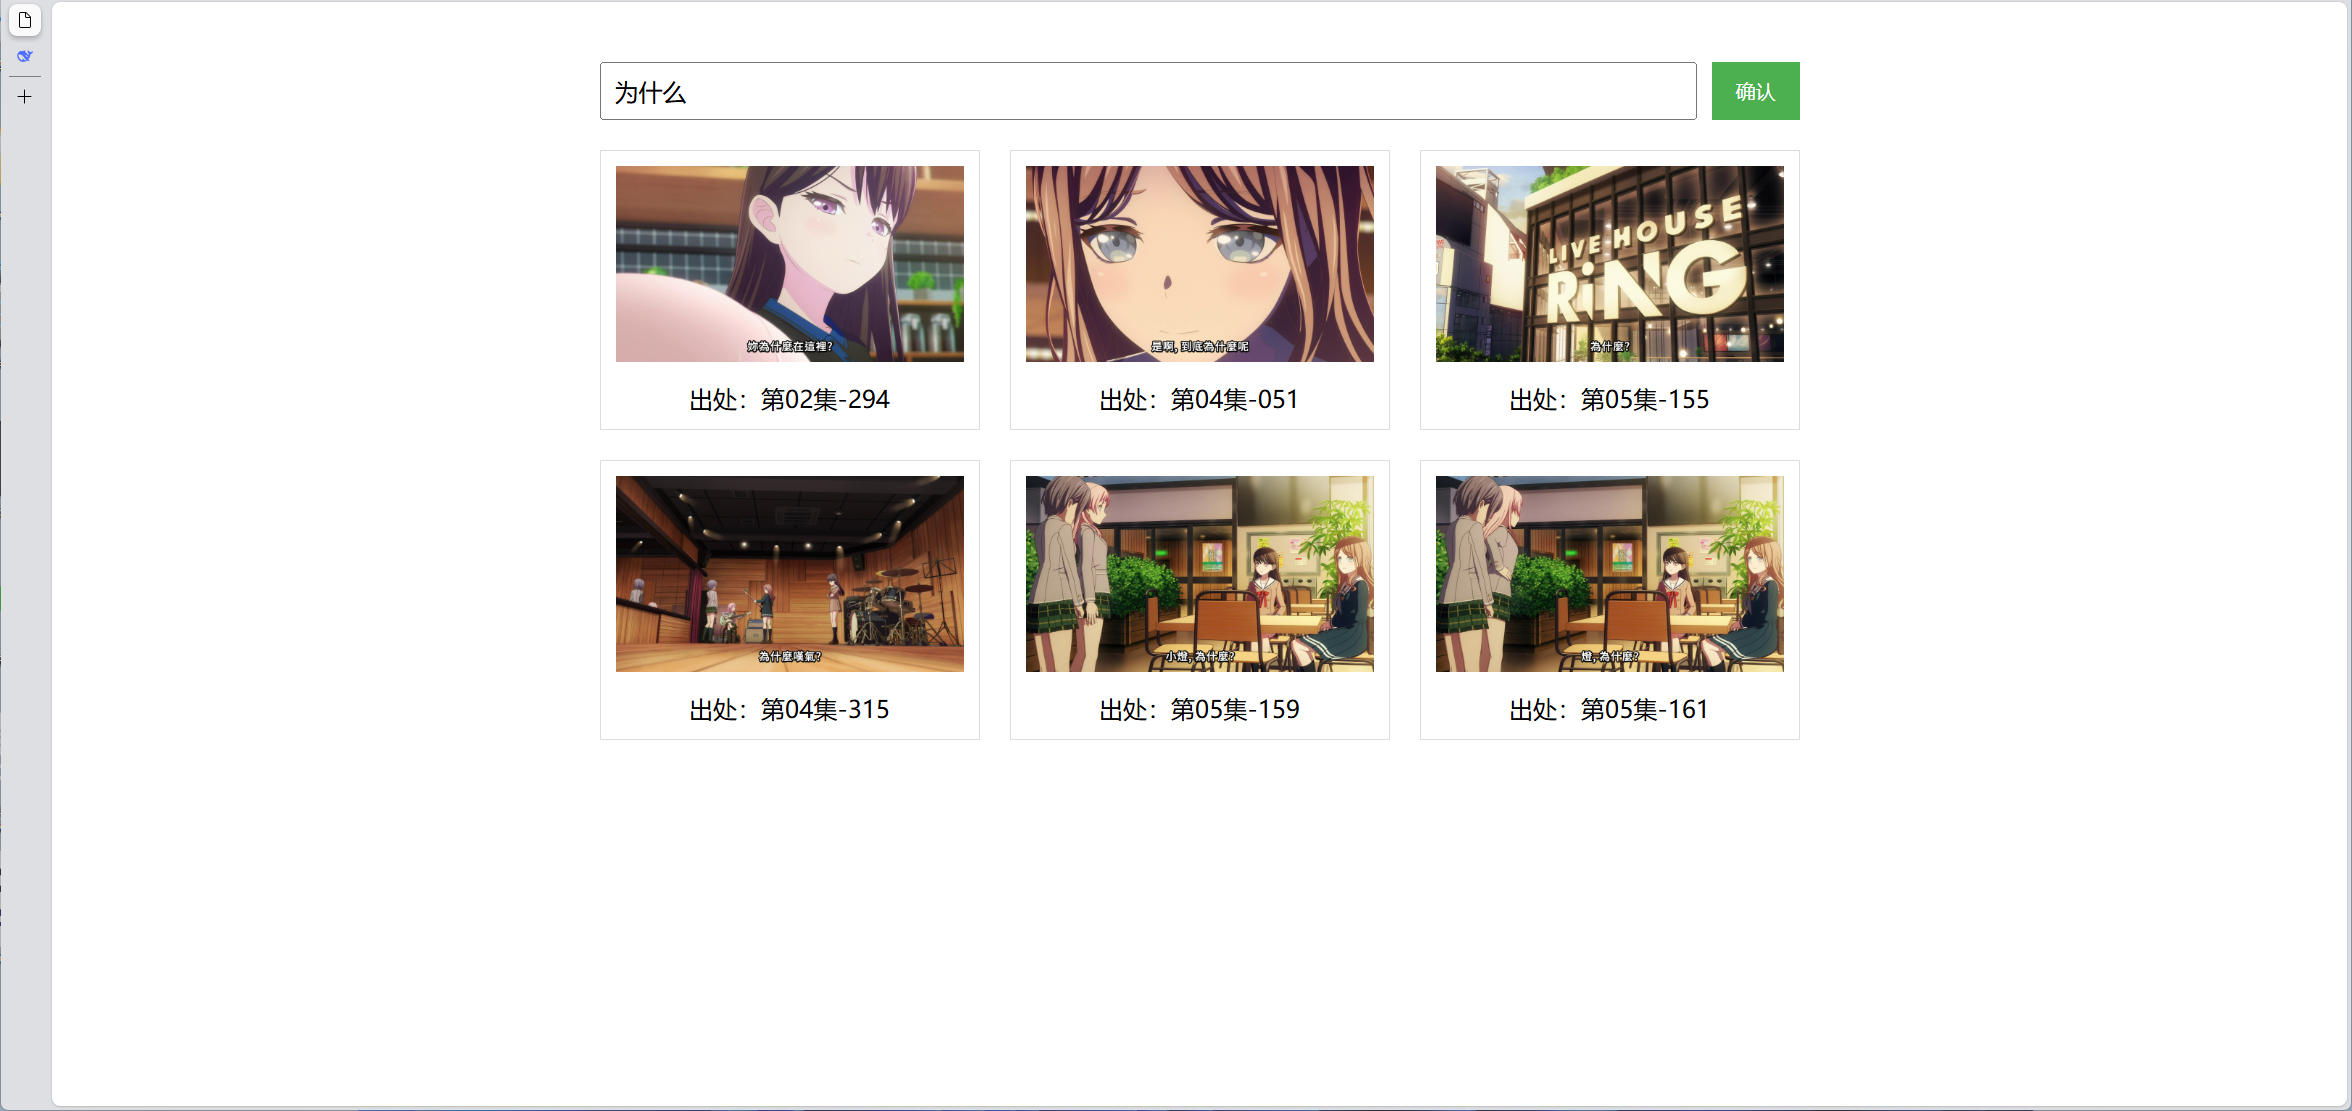 为什么
确认
妳為什麼在這裡?
是啊, 到底為什麼呢
LIVE HOUSE
RiNG
為什麼?
出处：第02集-294
出处：第04集-051
出处：第05集-155
為什麼嘆氣?
小燈, 為什麼?
燈, 為什麼?
出处：第04集-315
出处：第05集-159
出处：第05集-161